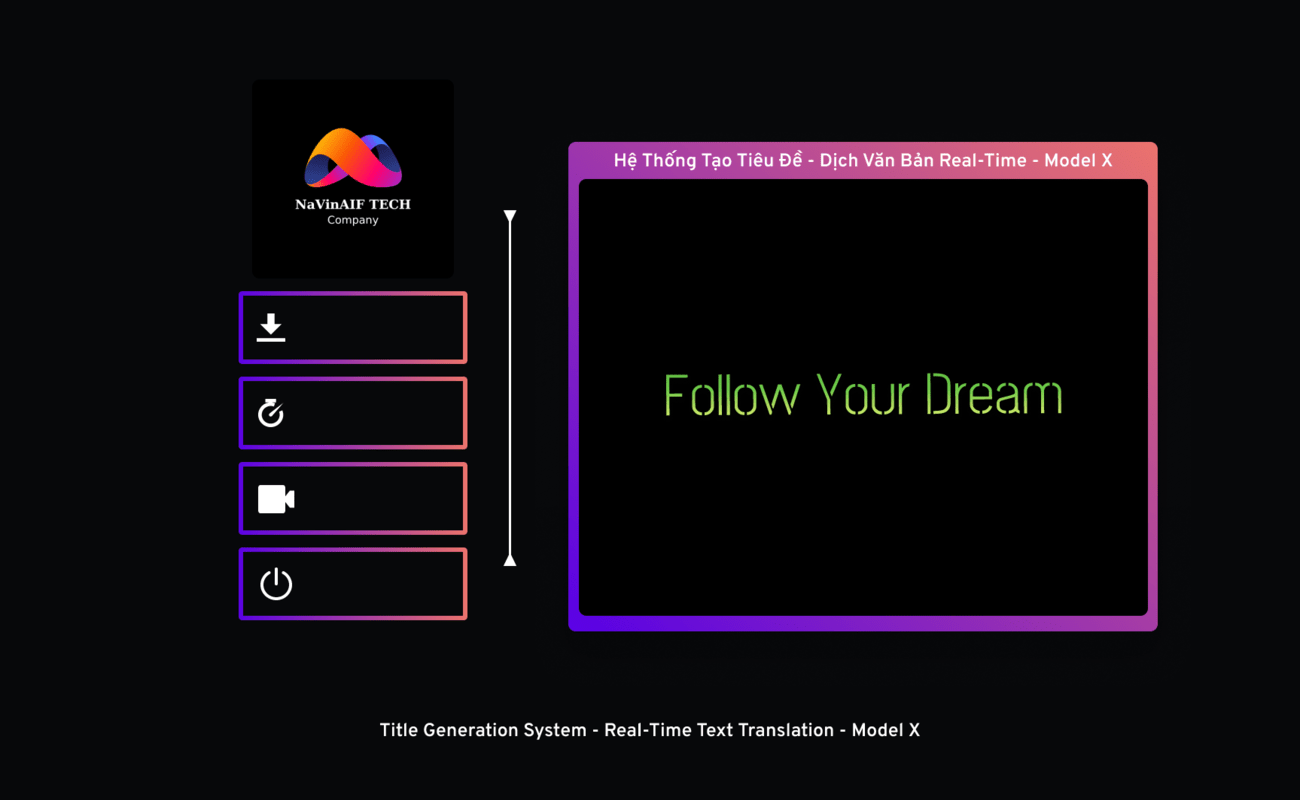 NaVinAIF TECH
Company
Hệ Thống Tạo Tiêu Đề - Dịch Văn Bản Real-Time - Model X
Follow Your Dream
Title Generation System - Real-Time Text Translation - Model X